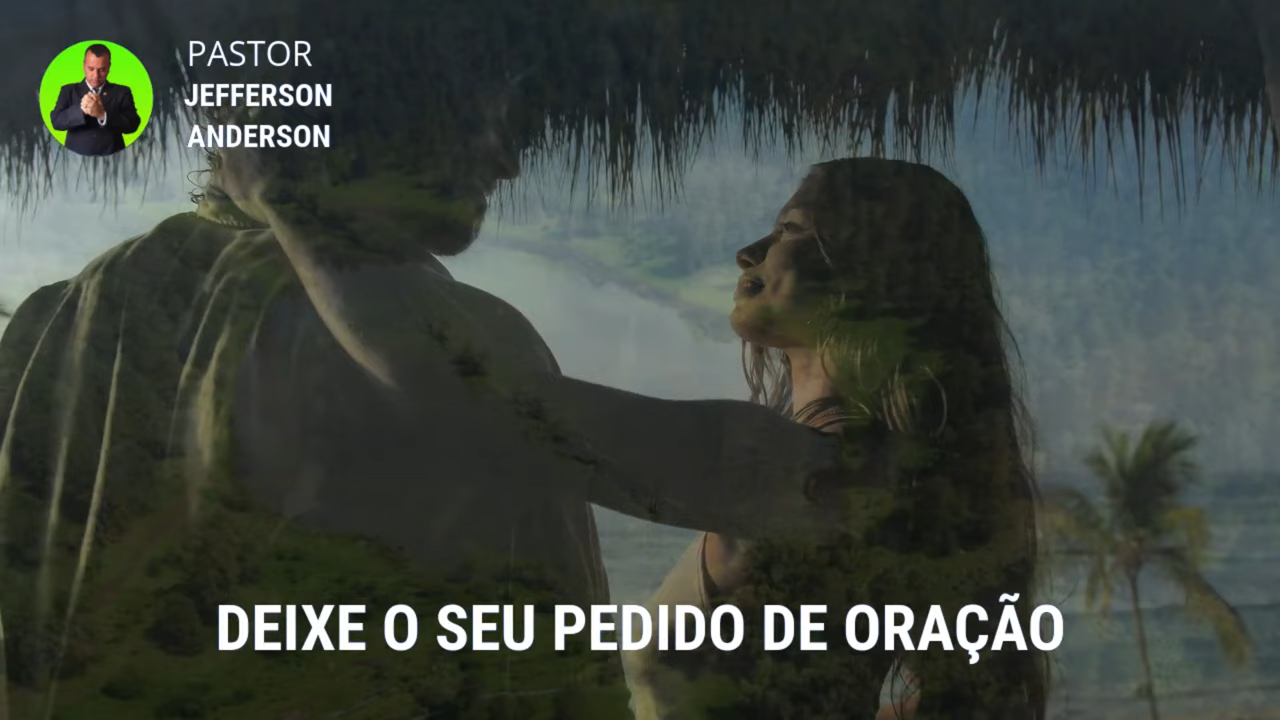 PASTOR
JEFFERSON
ANDERSON
DEIXE O SEU PEDIDO DE ORAÇÃO